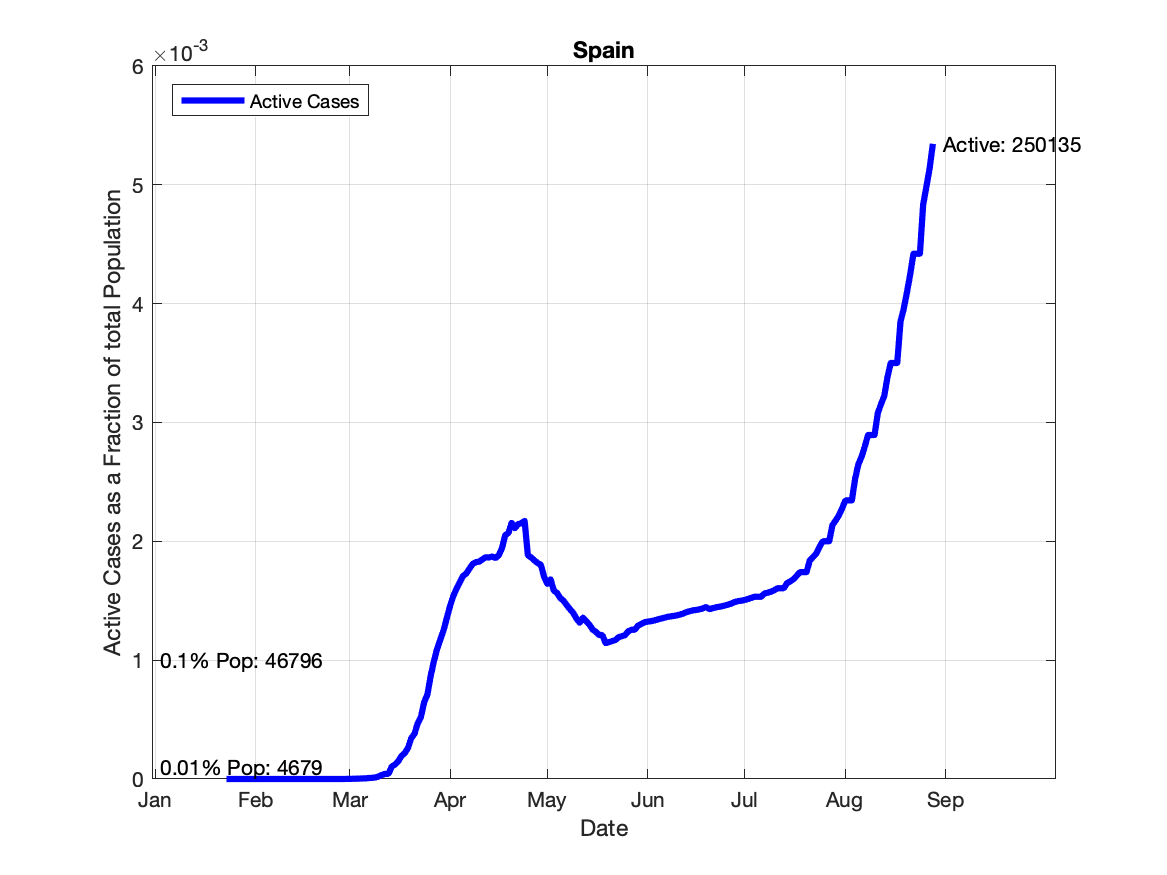 Spain
×10-3
6
Active Cases
Active: 250135
5
4
3
2
1
0.1% Pop: 46796
0.01% Pop: 4679
0
Active Cases as a Fraction of total Population
Jan Feb Mar Apr May Jun Jul Aug Sep
Date